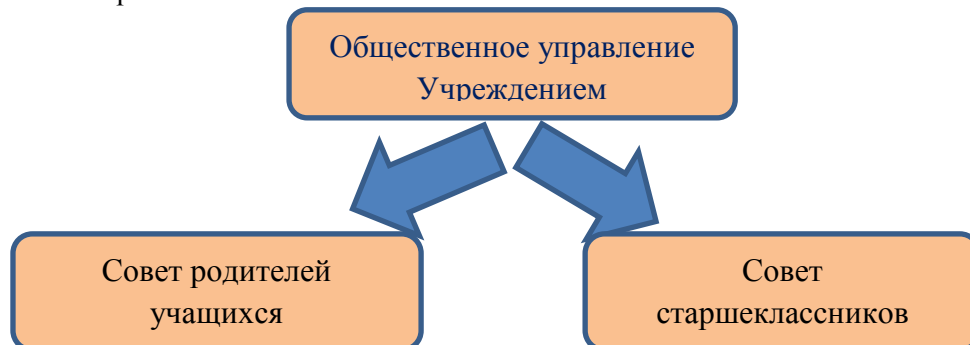 Общественное управление
Учреждением
Совет родителей
учащихся
Совет
старшеклассников